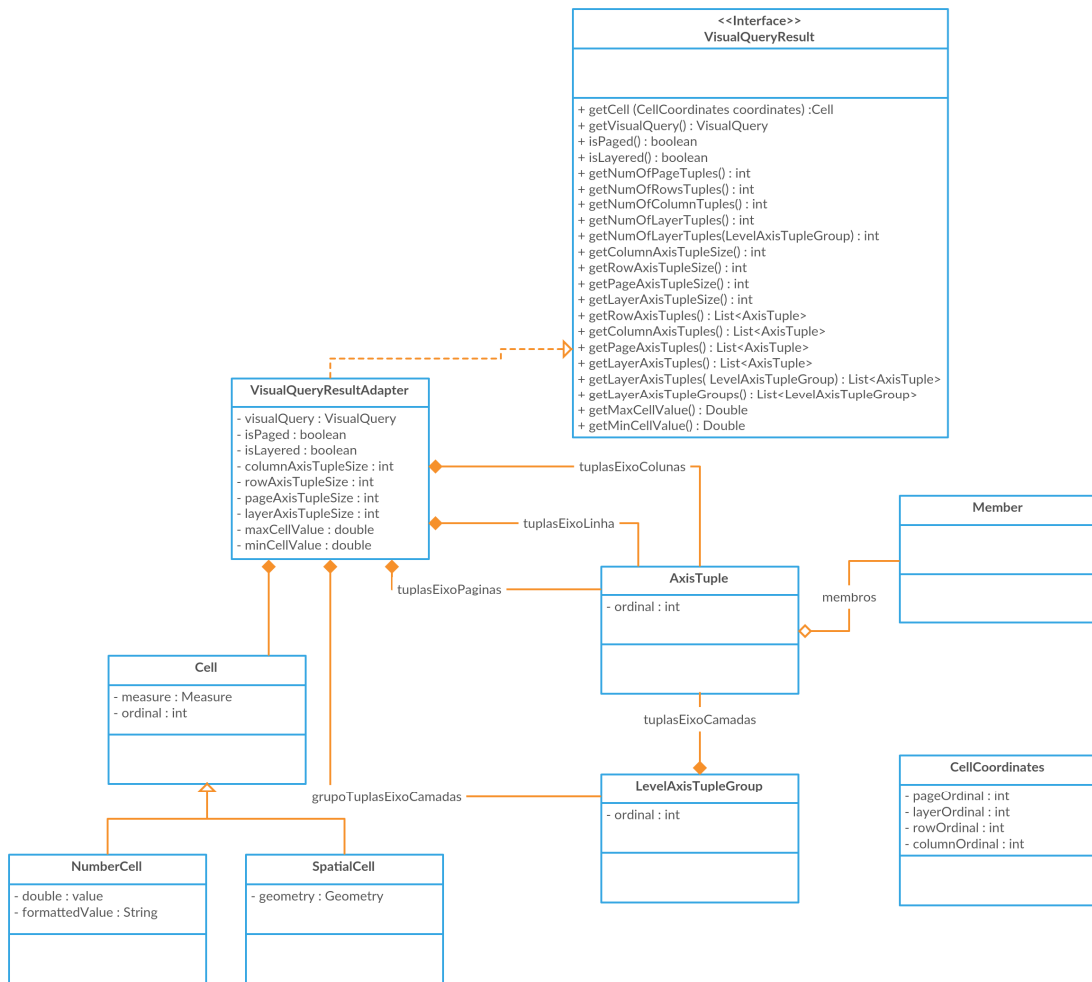 <<Interface>>
VisualQueryResult
+ getCell (CellCoordinates coordinates) :Cell
+ getVisualQuery() : VisualQuery
+ isPaged() : boolean
+ isLayered() : boolean
+ getNumOfPageTuples() : int
+ getNumOfRowsTuples() : int
+ getNumOfColumnTuples() : int
+ getNumOfLayerTuples() : int
+ getNumOfLayerTuples(LevelAxisTupleGroup) : int
+ getColumnAxisTupleSize() : int
+ getRowAxisTupleSize() : int
+ getPageAxisTupleSize() : int
+ getLayerAxisTupleSize() : int
+ getRowAxisTuples() : List<AxisTuple>
+ getColumnAxisTuples() : List<AxisTuple>
+ getPageAxisTuples() : List<AxisTuple>
+ getLayerAxisTuples() : List<AxisTuple>
+ getLayerAxisTuples( LevelAxisTupleGroup) : List<AxisTuple>
+ getLayerAxisTupleGroups() : List<LevelAxisTupleGroup>
+ getMaxCellValue() : Double
+ getMinCellValue() : Double
VisualQueryResultAdapter
- visualQuery : VisualQuery
- isPaged : boolean
- isLayered : boolean
- columnAxisTupleSize : int
- rowAxisTupleSize : int
- pageAxisTupleSize : int
- layerAxisTupleSize : int
- maxCellValue : double
- minCellValue : double
tuplasEixoColunas
tuplasEixoLinha
tuplasEixoPaginas
Member
membros
AxisTuple
- ordinal : int
Cell
- measure : Measure
- ordinal : int
tuplasEixoCamadas
grupoTuplasEixoCamadas
LevelAxisTupleGroup
- ordinal : int
CellCoordinates
- pageOrdinal : int
- layerOrdinal : int
- rowOrdinal : int
- columnOrdinal : int
NumberCell
- double : value
- formattedValue : String
SpatialCell
- geometry : Geometry